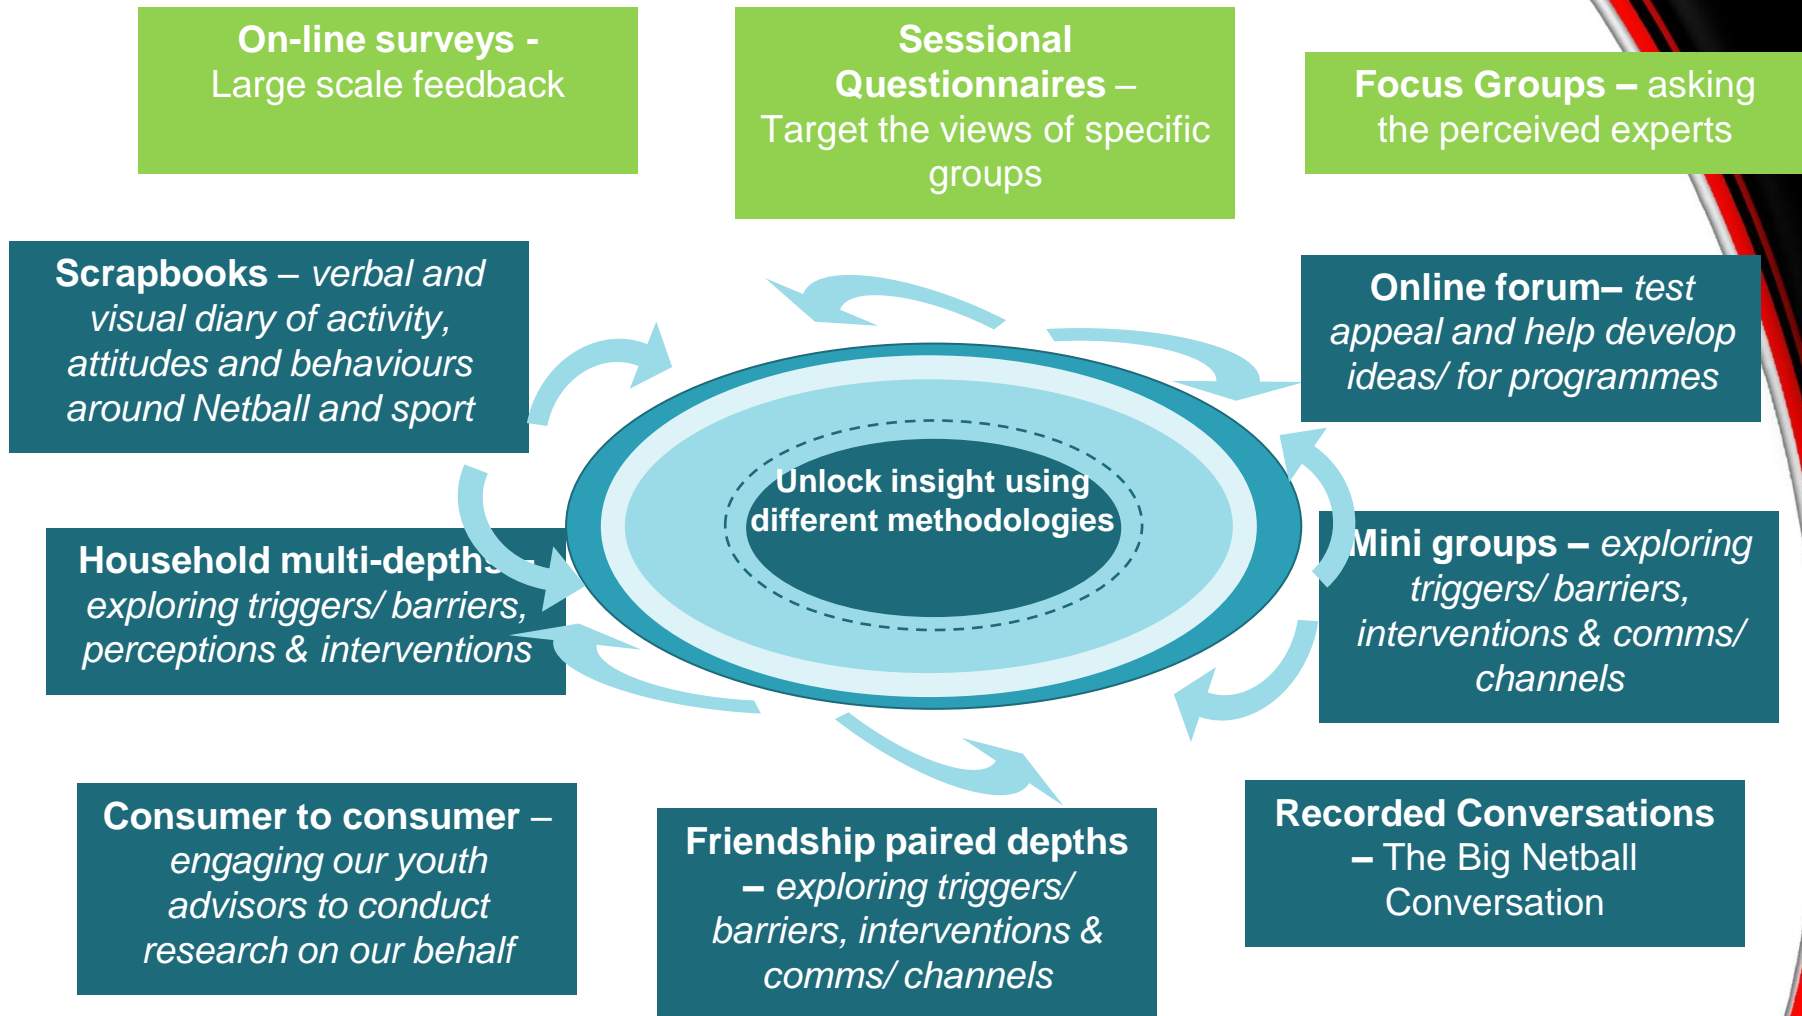 On-line surveys -
Large scale feedback
Sessional
Questionnaires –
Target the views of specific
groups
Focus Groups – asking
the perceived experts
Scrapbooks – verbal and
visual diary of activity,
attitudes and behaviours
around Netball and sport
Online forum– test
appeal and help develop
ideas/ for programmes
Unlock insight using
different methodologies
Household multi-depths –
exploring triggers/ barriers,
perceptions & interventions
Mini groups – exploring
triggers/ barriers,
interventions & comms/
channels
Consumer to consumer –
engaging our youth
advisors to conduct
research on our behalf
Friendship paired depths
– exploring triggers/
barriers, interventions &
comms/ channels
Recorded Conversations
– The Big Netball
Conversation